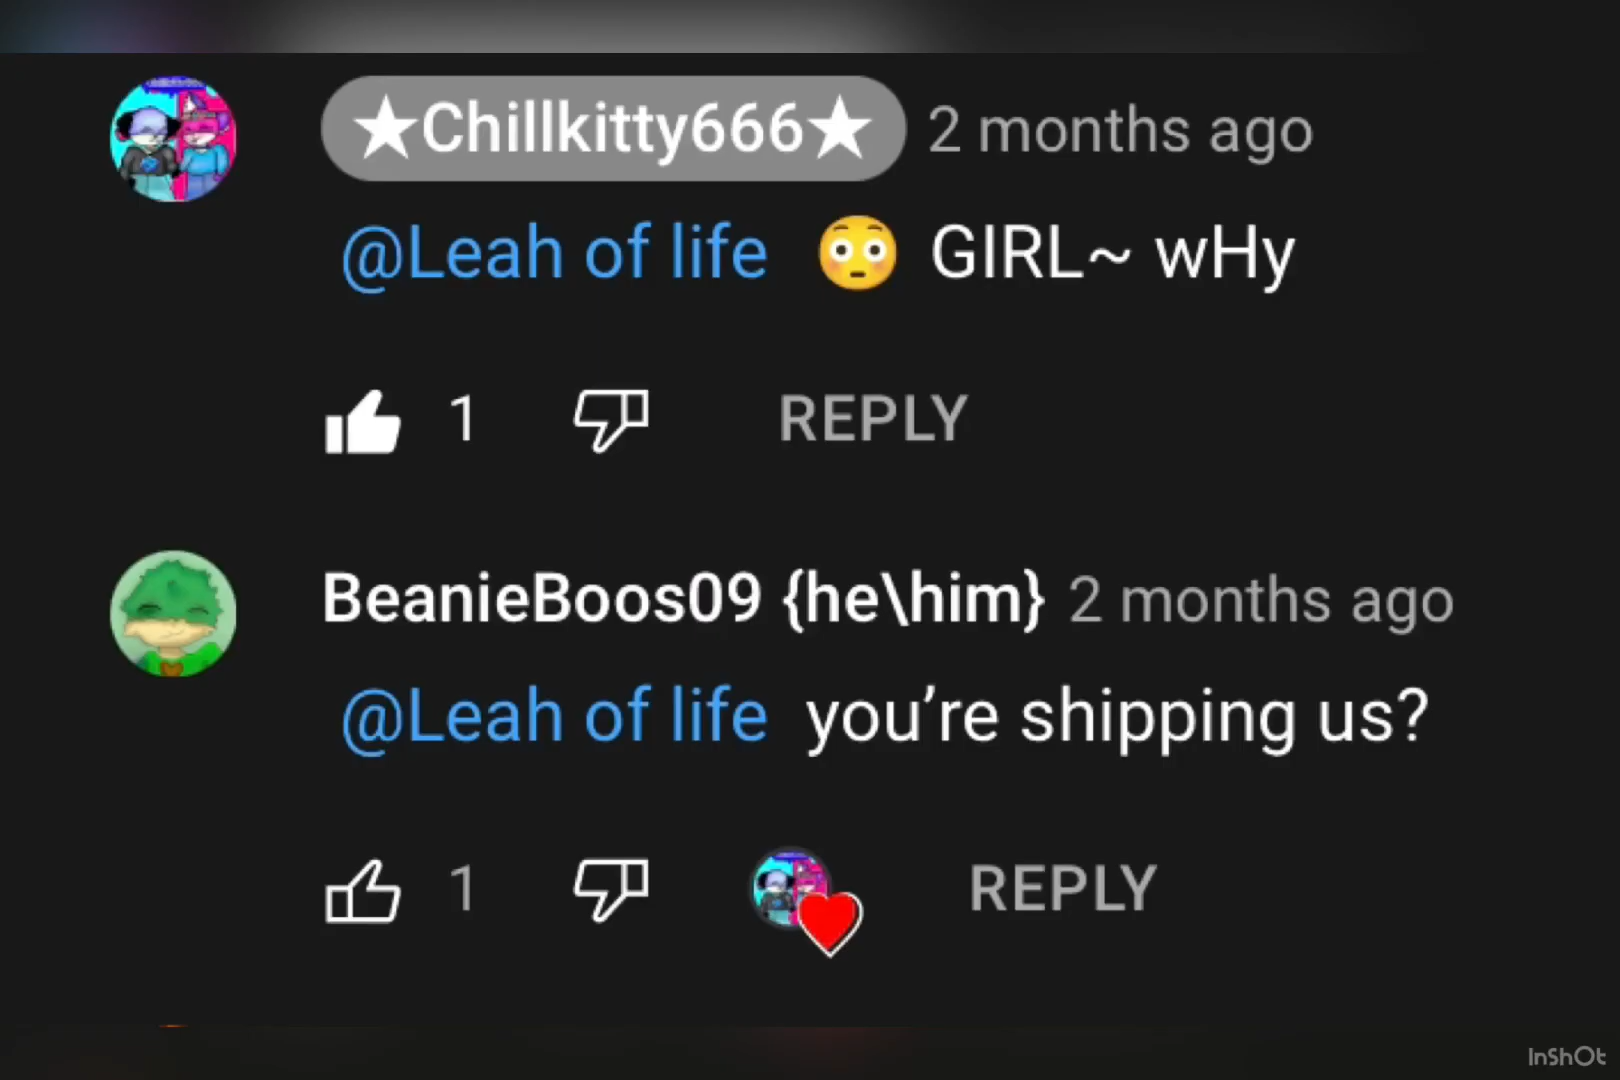 ★Chillkitty666★ 2 months ago
@Leah of life 😳 GIRL~ wHy
1 REPLY
BeanieBoos09 {he\him} 2 months ago
@Leah of life you’re shipping us?
1 REPLY
InShOt